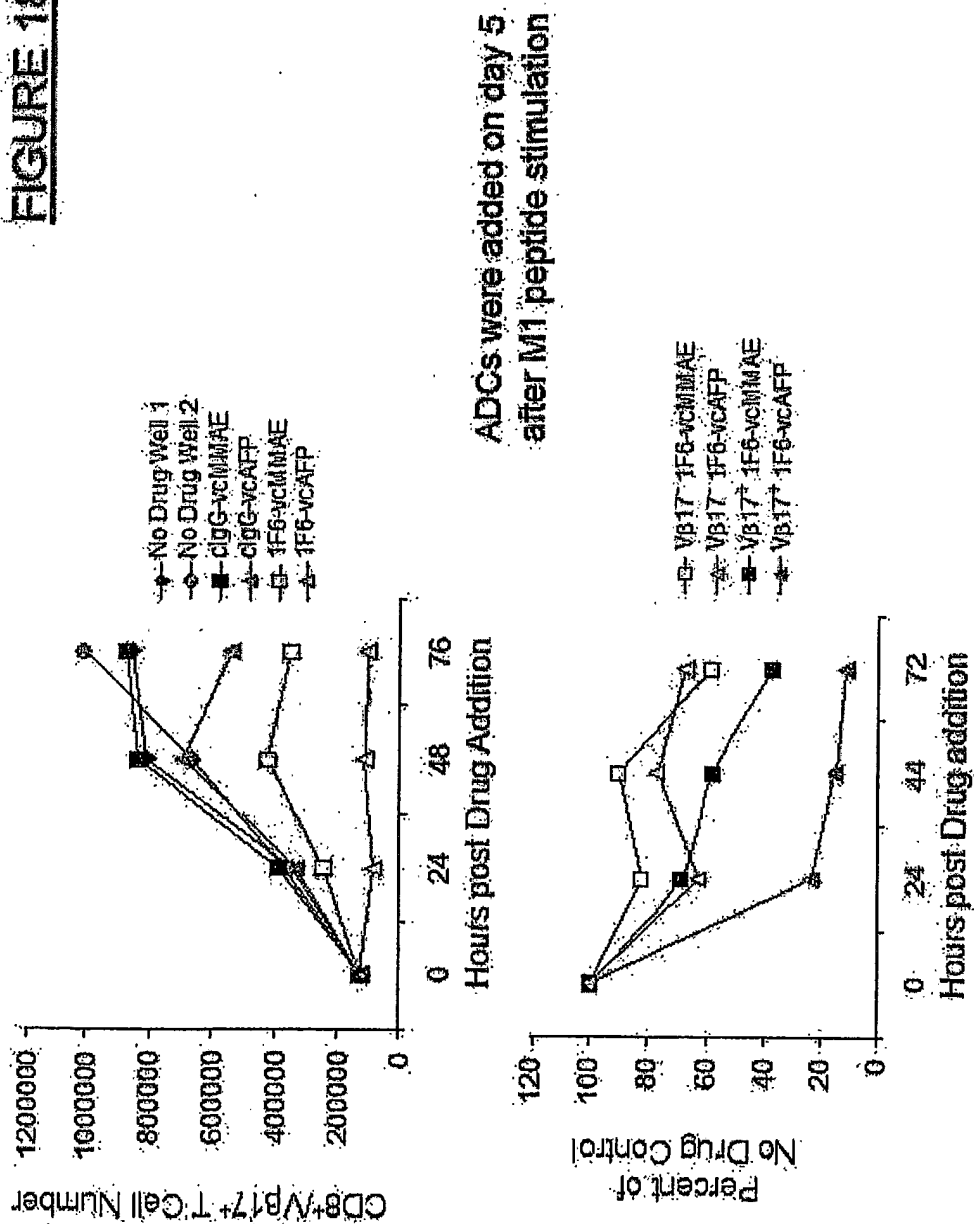 FIGURE
CD8⁺/Vβ17⁺ T Cell Number
1200000
1000000
800000
600000
400000
200000
0
0 24 48 76
Hours post Drug Addition
No Drug Well 1
No Drug Well 2
cIgG-vcMMAE
cIgG-vcAFP
1F6-vcMMAE
1F6-vcAFP
ADCs were added on day 5
after M1 peptide stimulation
Percent of
No Drug Control
120
100
80
60
40
20
0
0 24 44 72
Hours post Drug addition
Vβ17⁻ 1F6-vcMMAE
Vβ17⁻ 1F6-vcAFP
Vβ17⁺ 1F6-vcMMAE
Vβ17⁺ 1F6-vcAFP